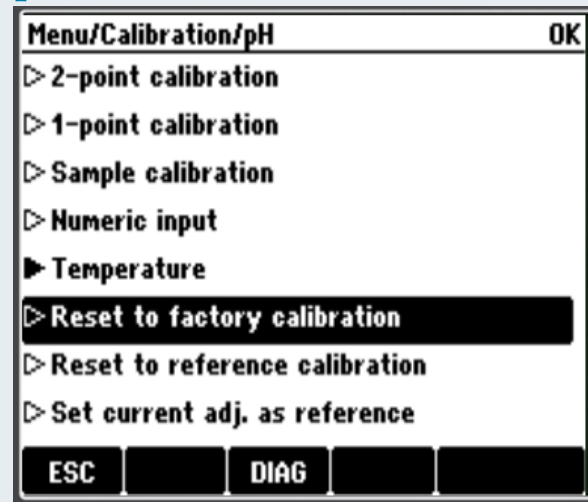 Menu/Calibration/pH OK
2-point calibration
1-point calibration
Sample calibration
Numeric input
Temperature
Reset to factory calibration
Reset to reference calibration
Set current adj. as reference
ESC DIAG